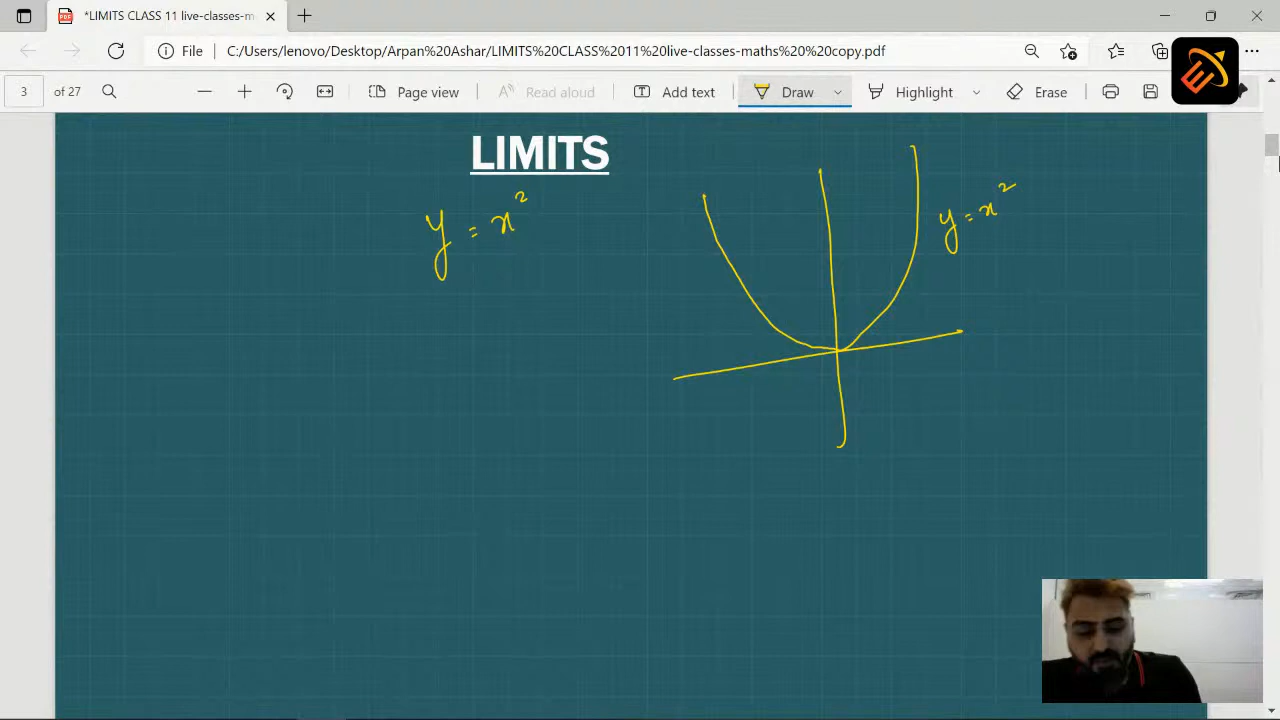 *LIMITS CLASS 11 live-classes-m
File C:/Users/lenovo/Desktop/Arpan%20Ashar/LIMITS%20CLASS%2011%20live-classes-maths%20%20copy.pdf
3 of 27 Page view Read aloud Add text Draw Highlight Erase
LIMITS
y = x²
y = x²